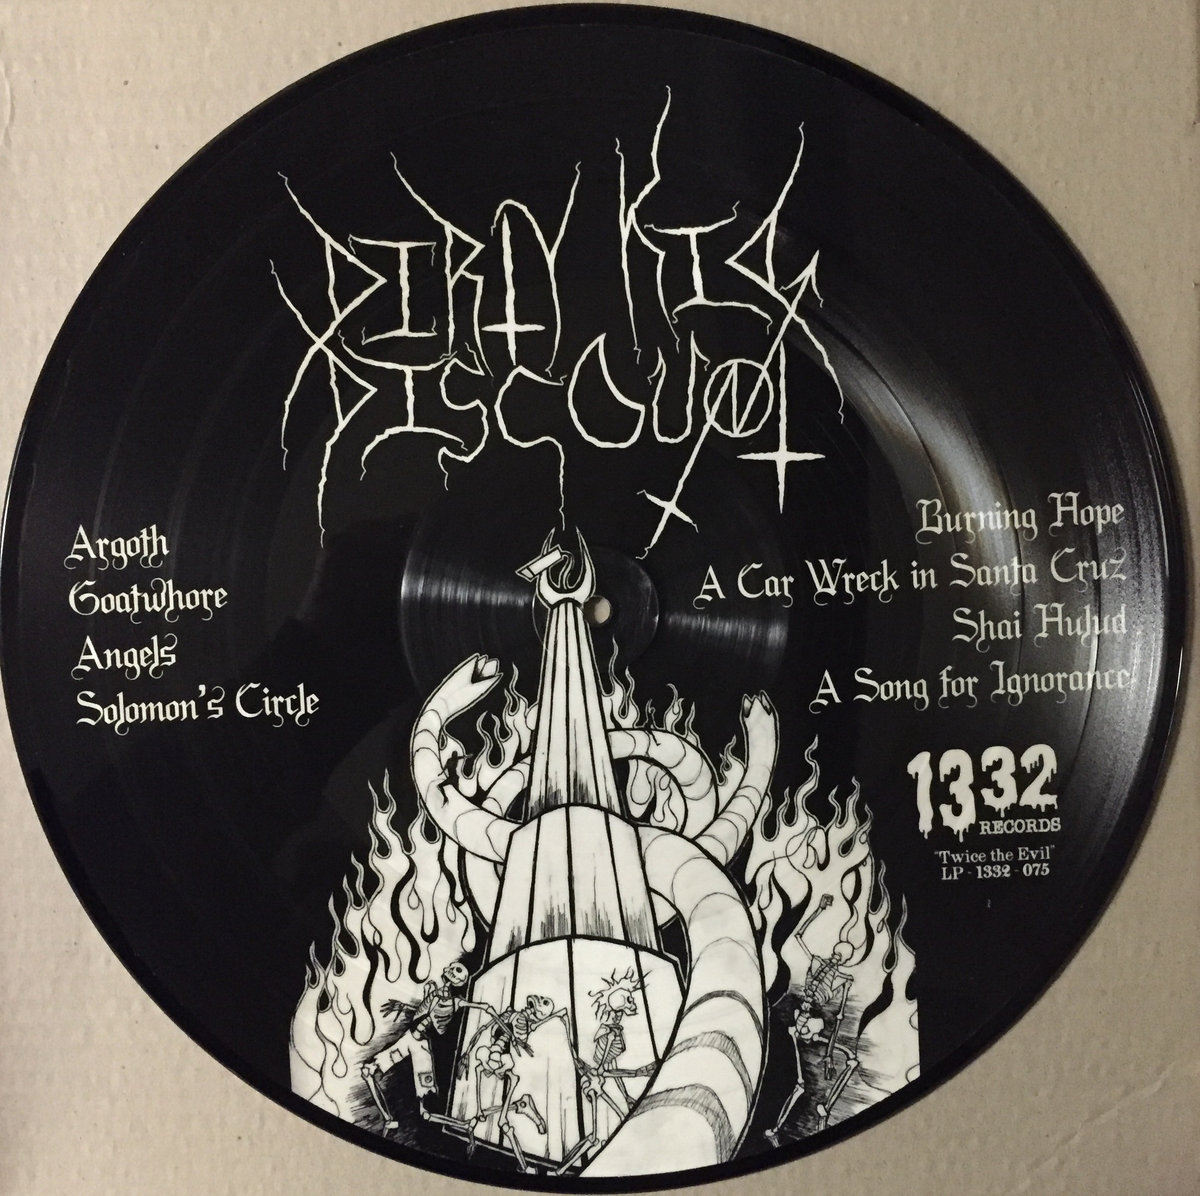 DIRTY KID
DISCOUNT
Argoth
Goatwhore
Angels
Solomon's Circle
Burning Hope
A Car Wreck in Santa Cruz
Shai Hulud
A Song for Ignorance
1332
RECORDS
"Twice the Evil"
LP - 1332 - 075